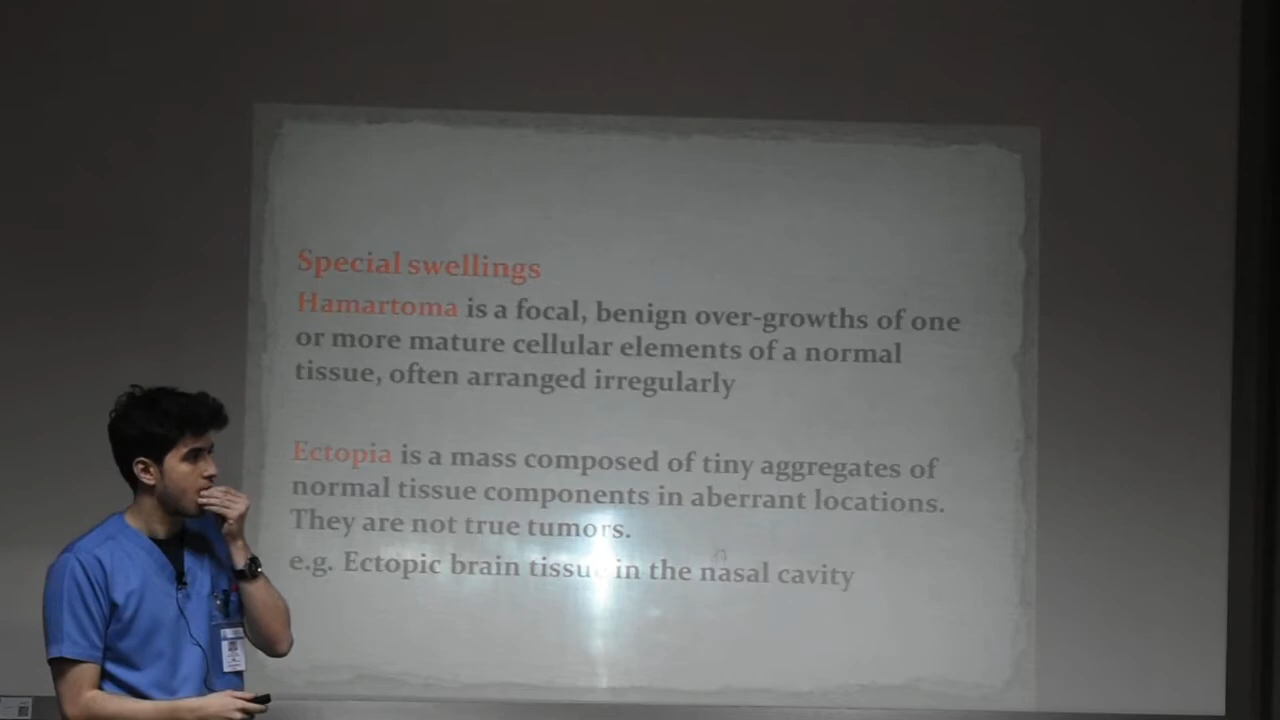 Special swellings
Hamartoma is a focal, benign over-growths of one
or more mature cellular elements of a normal
tissue, often arranged irregularly
Ectopia is a mass composed of tiny aggregates of
normal tissue components in aberrant locations.
They are not true tumors.
e.g. Ectopic brain tissue in the nasal cavity